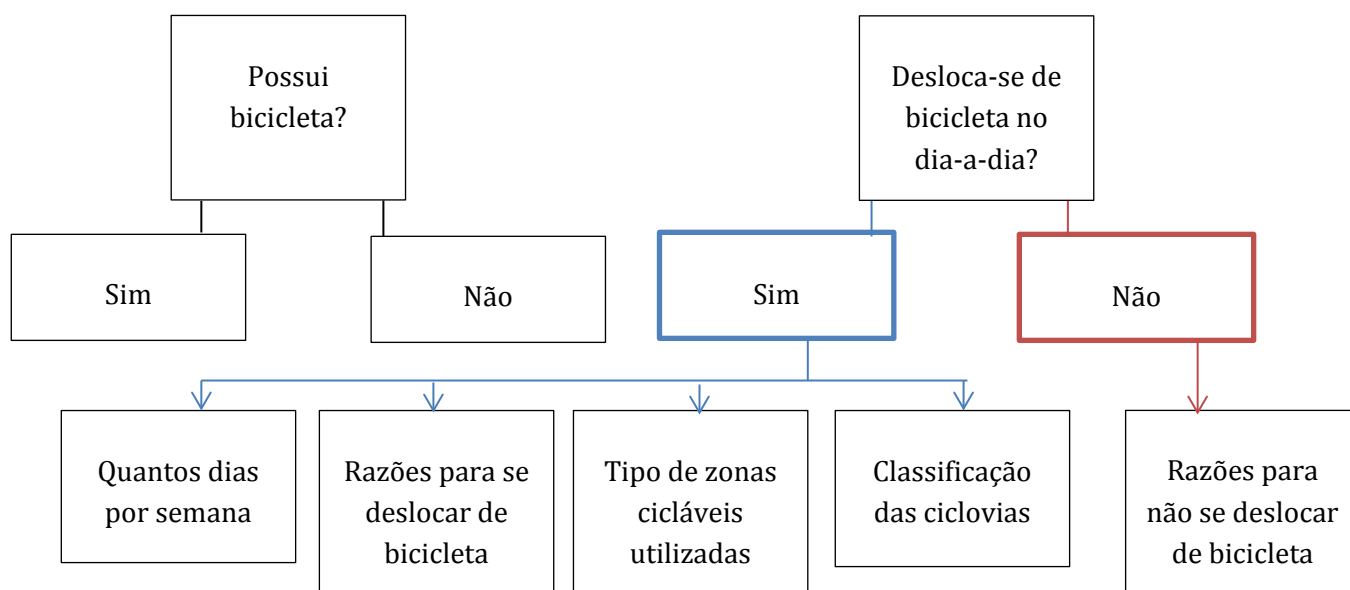 Possui
bicicleta?
Desloca-se de
bicicleta no
dia-a-dia?
Sim
Não
Sim
Não
Quantos dias
por semana
Razões para se
deslocar de
bicicleta
Tipo de zonas
cicláveis
utilizadas
Classificação
das ciclovias
Razões para
não se deslocar
de bicicleta